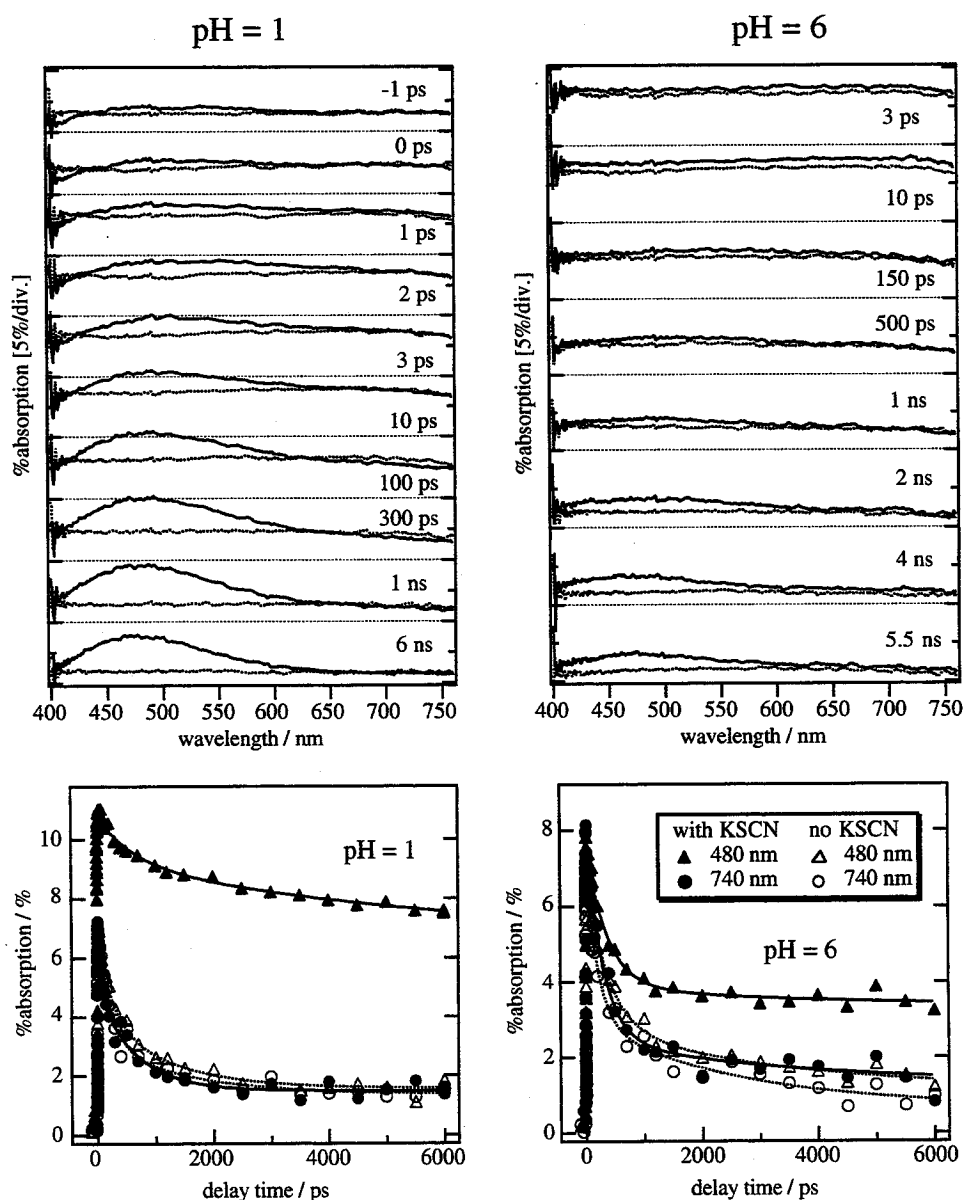 pH = 1
-1 ps
0 ps
1 ps
2 ps
3 ps
10 ps
100 ps
300 ps
1 ns
6 ns
%absorption [5%/div.]
400 450 500 550 600 650 700 750
wavelength / nm
pH = 6
3 ps
10 ps
150 ps
500 ps
1 ns
2 ns
4 ns
5.5 ns
%absorption [5%/div.]
400 450 500 550 600 650 700 750
wavelength / nm
10
8
6
4
2
0
%absorption / %
pH = 1
0 2000 4000 6000
delay time / ps
8
6
4
2
0
%absorption / %
with KSCN no KSCN
480 nm 480 nm
740 nm 740 nm
pH = 6
0 2000 4000 6000
delay time / ps